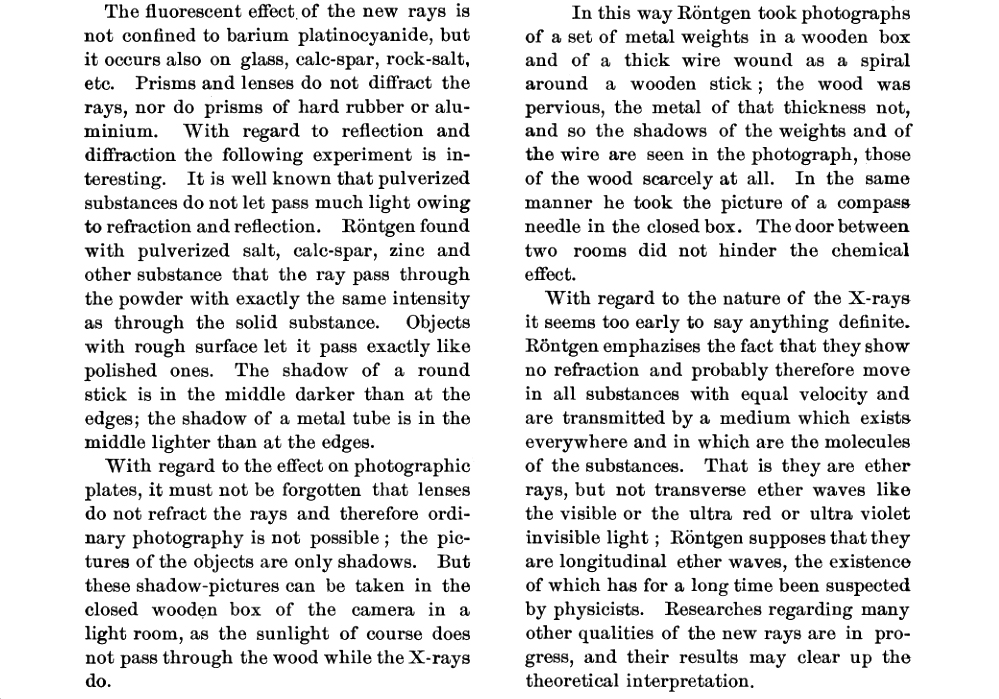 The fluorescent effect of the new rays is
not confined to barium platinocyanide, but
it occurs also on glass, calc-spar, rock-salt,
etc. Prisms and lenses do not diffract the
rays, nor do prisms of hard rubber or alu-
minium. With regard to reflection and
diffraction the following experiment is in-
teresting. It is well known that pulverized
substances do not let pass much light owing
to refraction and reflection. Röntgen found
with pulverized salt, calc-spar, zinc and
other substance that the ray pass through
the powder with exactly the same intensity
as through the solid substance. Objects
with rough surface let it pass exactly like
polished ones. The shadow of a round
stick is in the middle darker than at the
edges; the shadow of a metal tube is in the
middle lighter than at the edges.
With regard to the effect on photographic
plates, it must not be forgotten that lenses
do not refract the rays and therefore ordi-
nary photography is not possible ; the pic-
tures of the objects are only shadows. But
these shadow-pictures can be taken in the
closed wooden box of the camera in a
light room, as the sunlight of course does
not pass through the wood while the X-rays
do.
In this way Röntgen took photographs
of a set of metal weights in a wooden box
and of a thick wire wound as a spiral
around a wooden stick ; the wood was
pervious, the metal of that thickness not,
and so the shadows of the weights and of
the wire are seen in the photograph, those
of the wood scarcely at all. In the same
manner he took the picture of a compass
needle in the closed box. The door between
two rooms did not hinder the chemical
effect.
With regard to the nature of the X-rays
it seems too early to say anything definite.
Röntgen emphazises the fact that they show
no refraction and probably therefore move
in all substances with equal velocity and
are transmitted by a medium which exists
everywhere and in which are the molecules
of the substances. That is they are ether
rays, but not transverse ether waves like
the visible or the ultra red or ultra violet
invisible light ; Röntgen supposes that they
are longitudinal ether waves, the existence
of which has for a long time been suspected
by physicists. Researches regarding many
other qualities of the new rays are in pro-
gress, and their results may clear up the
theoretical interpretation.